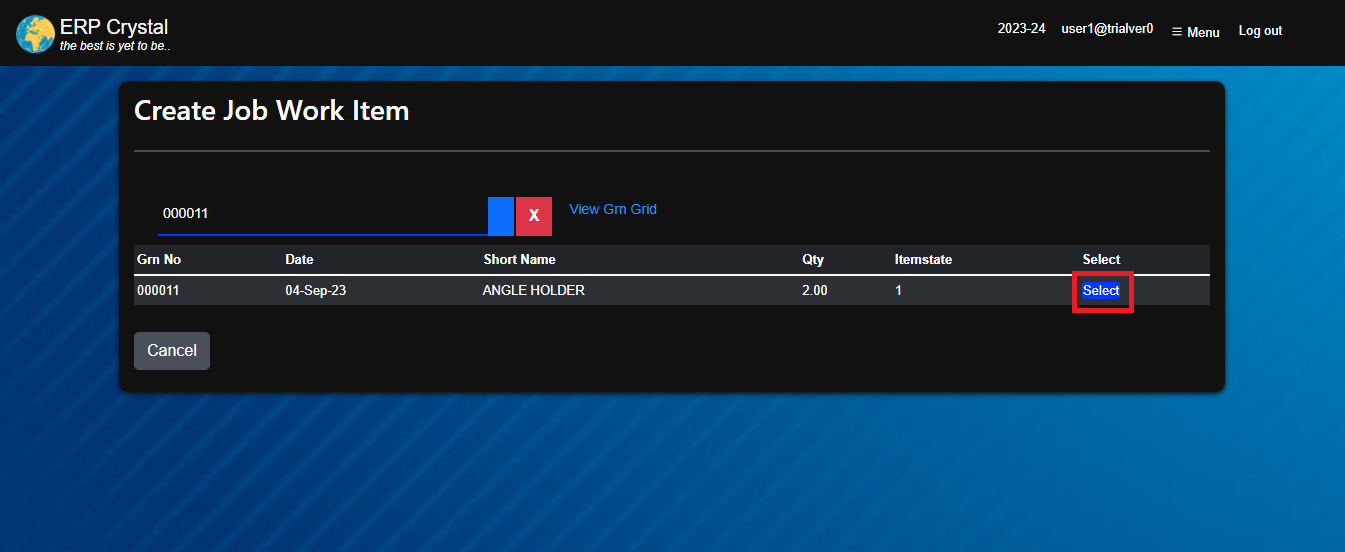 ERP Crystal
the best is yet to be..
2023-24 user1@trialver0 ☰ Menu Log out
Create Job Work Item
000011 X View Grn Grid
Grn No Date Short Name Qty Itemstate Select
000011 04-Sep-23 ANGLE HOLDER 2.00 1 Select
Cancel